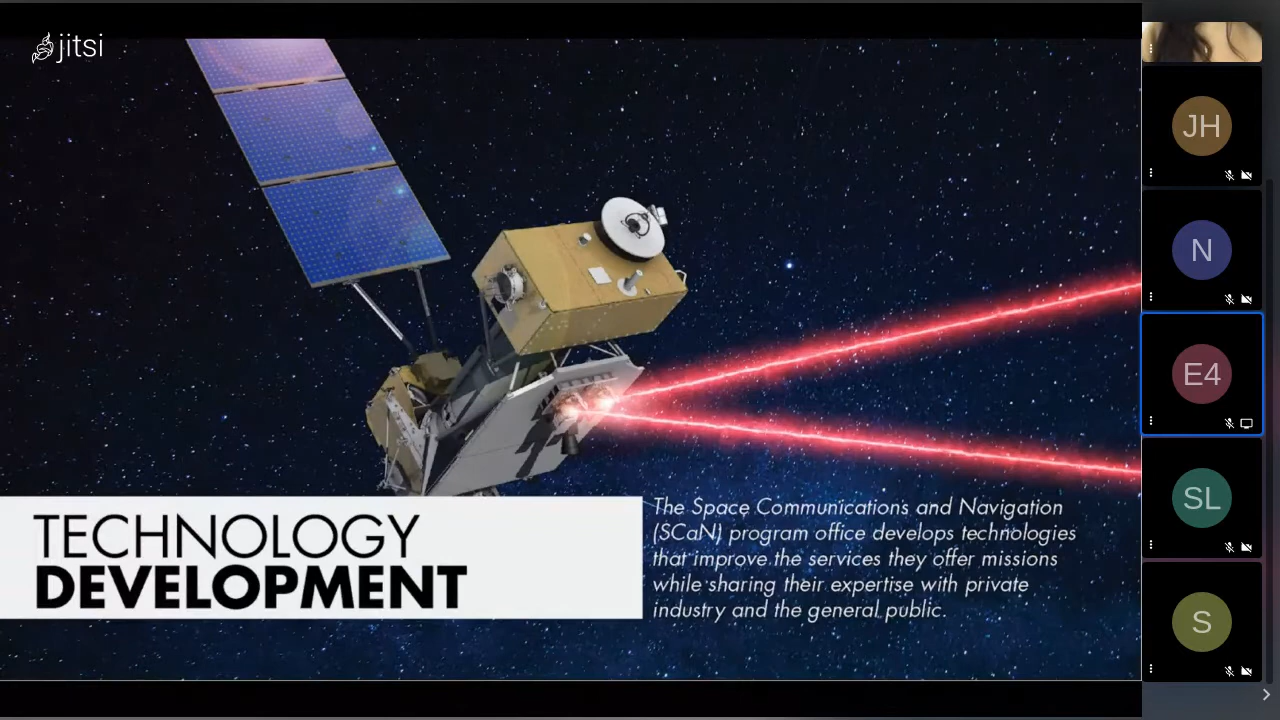 jitsi
TECHNOLOGY
DEVELOPMENT
The Space Communications and Navigation
(SCaN) program office develops technologies
that improve the services they offer missions
while sharing their expertise with private
industry and the general public.
JH
N
E4
SL
S